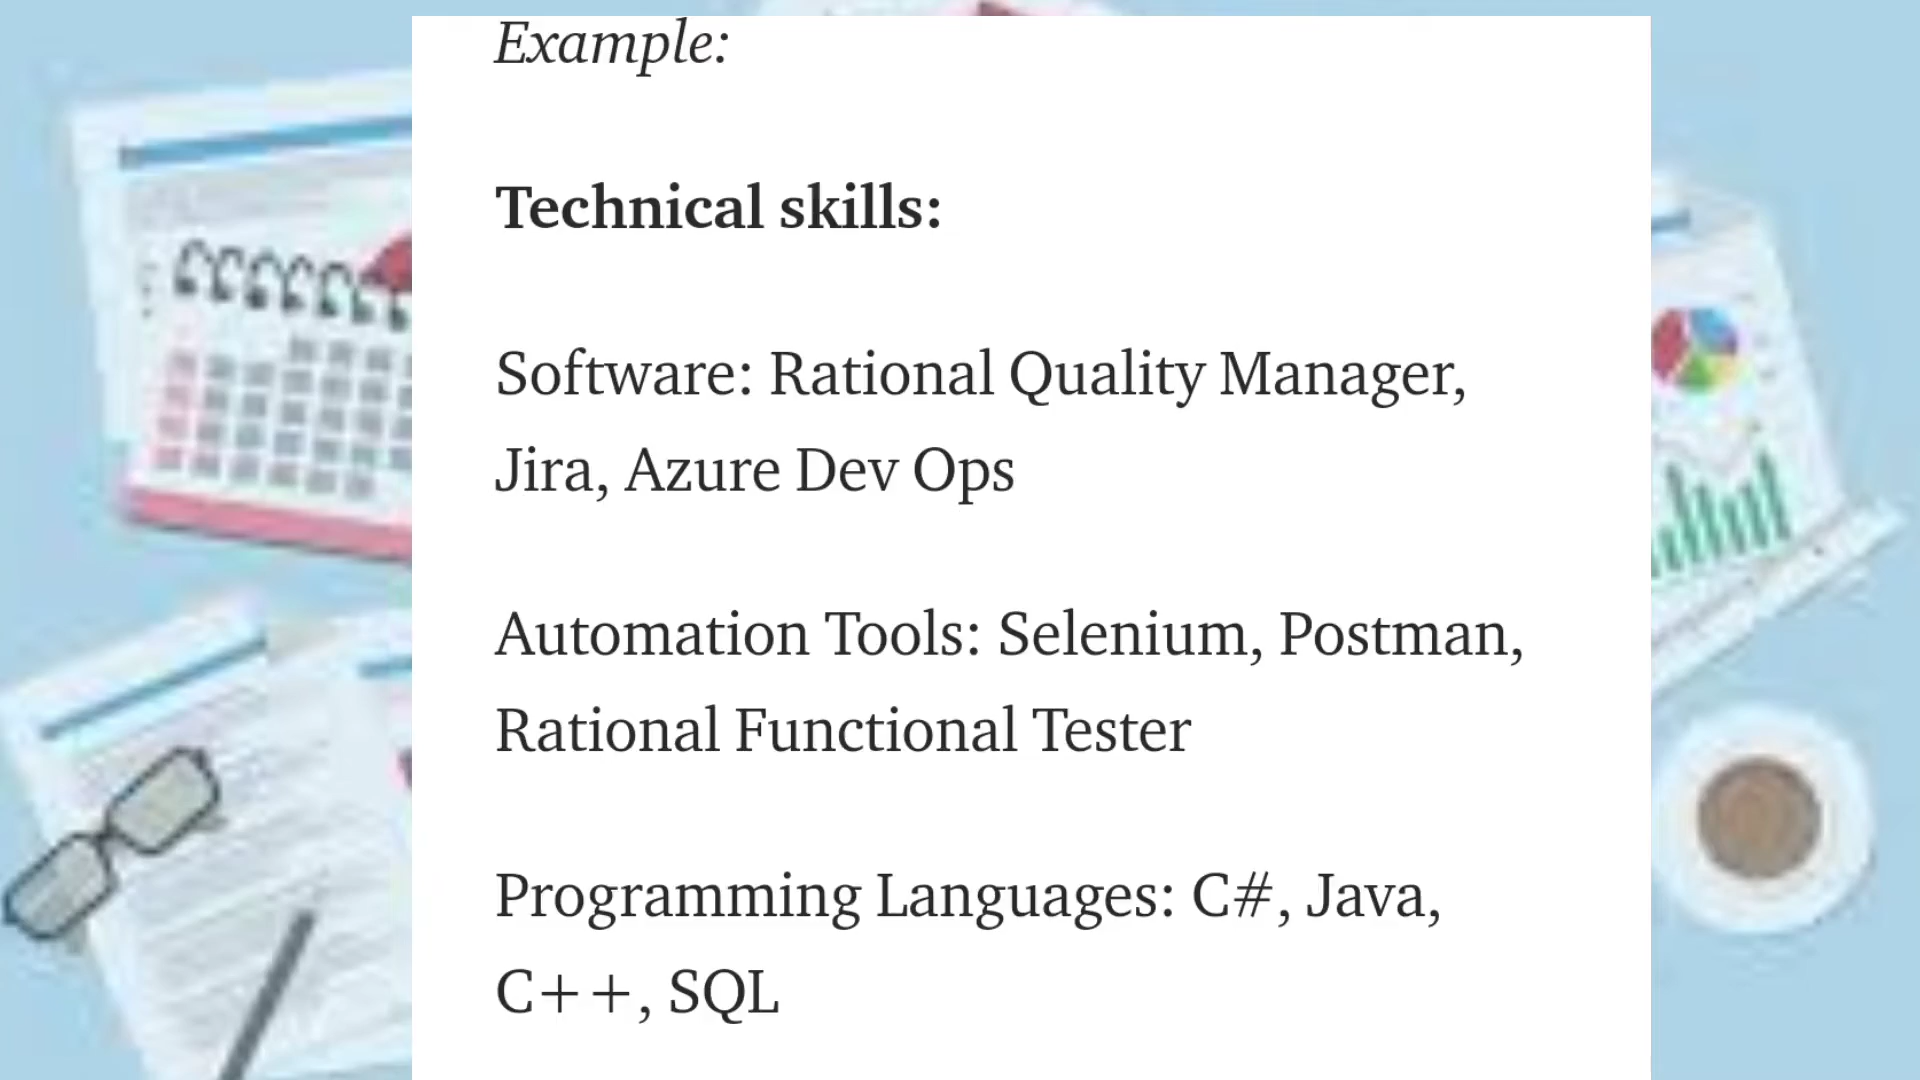 Example:
Technical skills:
Software: Rational Quality Manager,
Jira, Azure Dev Ops
Automation Tools: Selenium, Postman,
Rational Functional Tester
Programming Languages: C#, Java,
C++, SQL